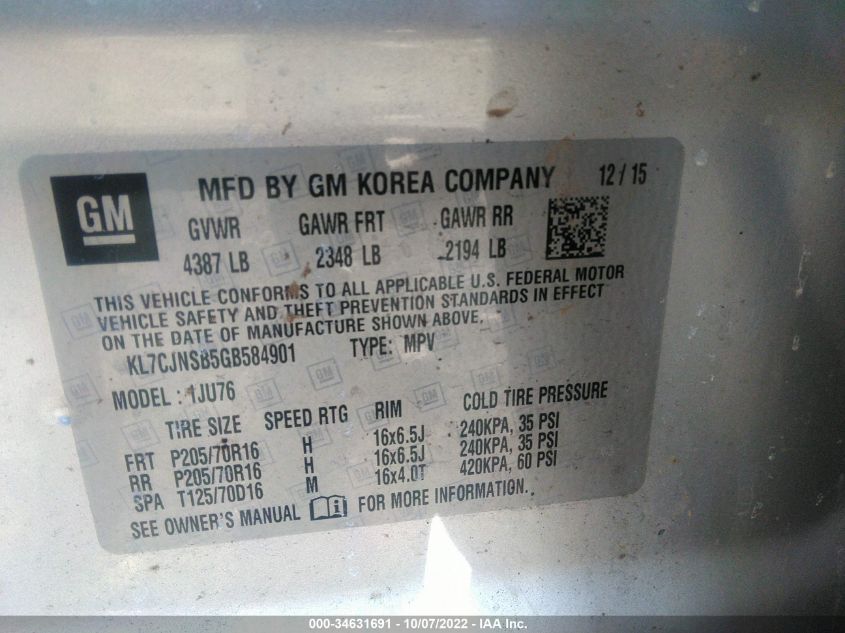 GM MFD BY GM KOREA COMPANY 12/15
GVWR GAWR FRT GAWR RR
4387 LB 2348 LB 2194 LB
THIS VEHICLE CONFORMS TO ALL APPLICABLE U.S. FEDERAL MOTOR
VEHICLE SAFETY AND THEFT PREVENTION STANDARDS IN EFFECT
ON THE DATE OF MANUFACTURE SHOWN ABOVE.
KL7CJNSB5GB584901 TYPE: MPV
MODEL : 1JU76
TIRE SIZE SPEED RTG RIM COLD TIRE PRESSURE
FRT P205/70R16 H 16x6.5J 240KPA, 35 PSI
RR P205/70R16 H 16x6.5J 240KPA, 35 PSI
SPA T125/70D16 M 16x4.0T 420KPA, 60 PSI
SEE OWNER'S MANUAL FOR MORE INFORMATION.
000-34631691 - 10/07/2022 - IAA Inc.